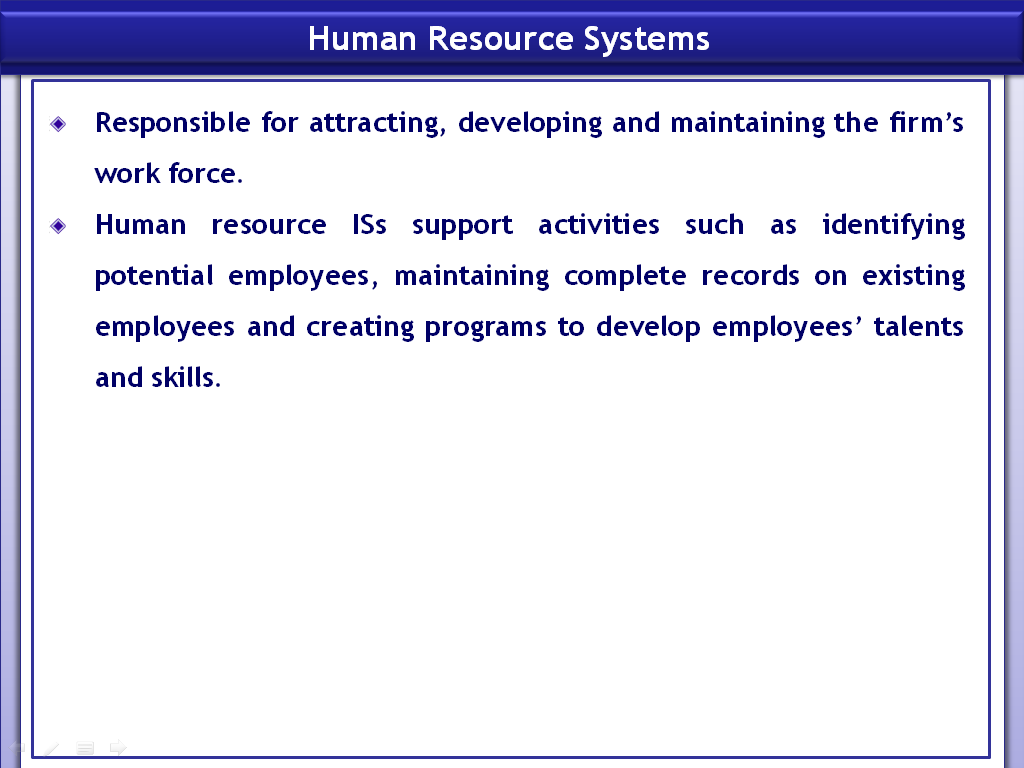 Human Resource Systems
Responsible for attracting, developing and maintaining the firm’s
work force.
Human resource ISs support activities such as identifying
potential employees, maintaining complete records on existing
employees and creating programs to develop employees’ talents
and skills.